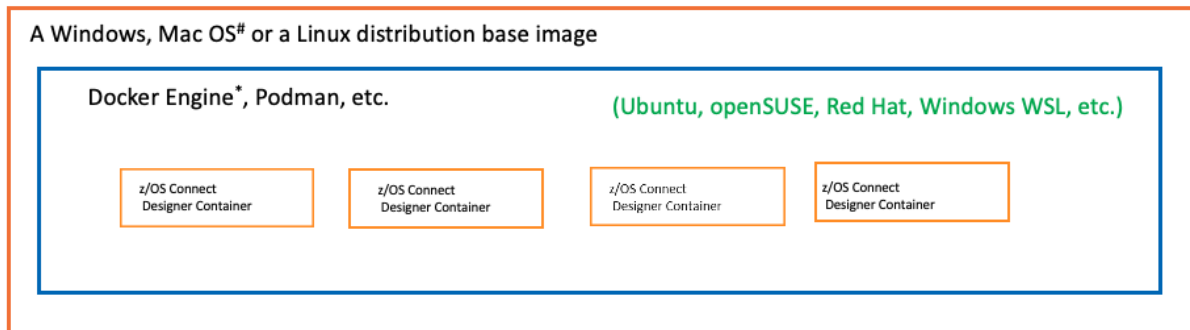 A Windows, Mac OS# or a Linux distribution base image
Docker Engine*, Podman, etc.
(Ubuntu, openSUSE, Red Hat, Windows WSL, etc.)
z/OS Connect
Designer Container
z/OS Connect
Designer Container
z/OS Connect
Designer Container
z/OS Connect
Designer Container